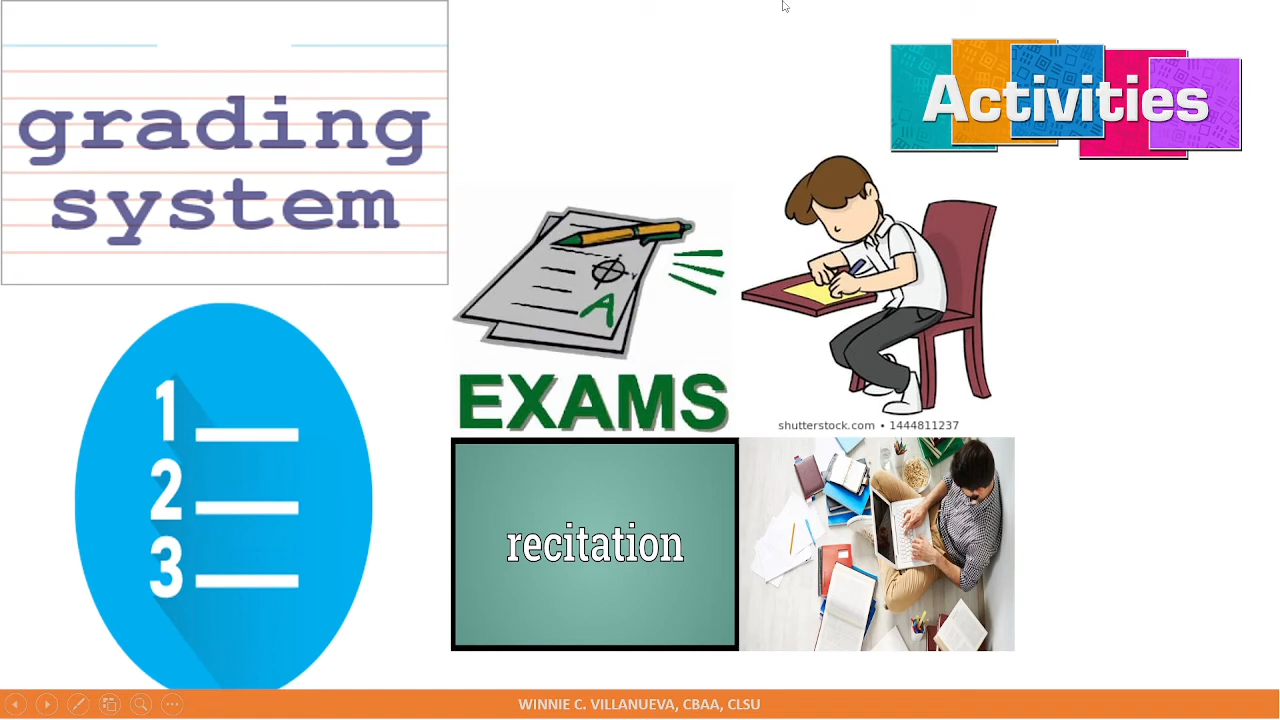 grading
system
Activities
A
EXAMS
shutterstock.com • 1444811237
1
2
3
recitation
WINNIE C. VILLANUEVA, CBAA, CLSU